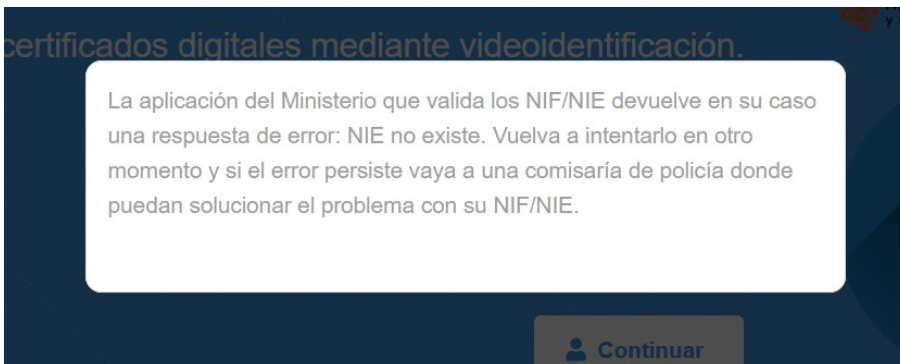 certificados digitales mediante videoidentificación.
La aplicación del Ministerio que valida los NIF/NIE devuelve en su caso
una respuesta de error: NIE no existe. Vuelva a intentarlo en otro
momento y si el error persiste vaya a una comisaría de policía donde
puedan solucionar el problema con su NIF/NIE.
Continuar